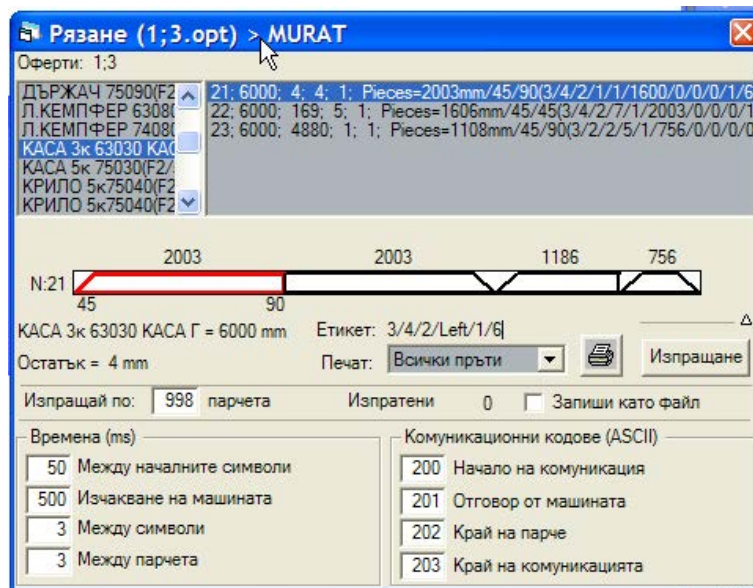 Рязане (1;3.opt) > MURAT
Оферти: 1;3
ДЪРЖАЧ 75090(F2
Л.КЕМПФЕР 6308
Л.КЕМПФЕР 7408
КАСА 3к 63030 КАС
КАСА 5к 75030(F2/
КРИЛО 5к75040(F2
КРИЛО 5к75040(F2
21; 6000; 4; 4; 1; Pieces=2003mm/45/90(3/4/2/1/1/1600/0/0/0/1/6
22; 6000; 169; 5; 1; Pieces=1606mm/45/45(3/4/2/7/1/2003/0/0/0/1
23; 6000; 4880; 1; 1; Pieces=1108mm/45/90(3/2/2/5/1/756/0/0/0/0
2003 2003 1186 756
N:21
45 90
КАСА 3к 63030 КАСА Г = 6000 mm Етикет: 3/4/2/Left/1/6
Остатък = 4 mm Печат: Всички пръти Изпращане
Изпращай по: 998 парчета Изпратени 0 Запиши като файл
Времена (ms)
50 Между началните символи
500 Изчакване на машината
3 Между символи
3 Между парчета
Комуникационни кодове (ASCII)
200 Начало на комуникация
201 Отговор от машината
202 Край на парче
203 Край на комуникацията